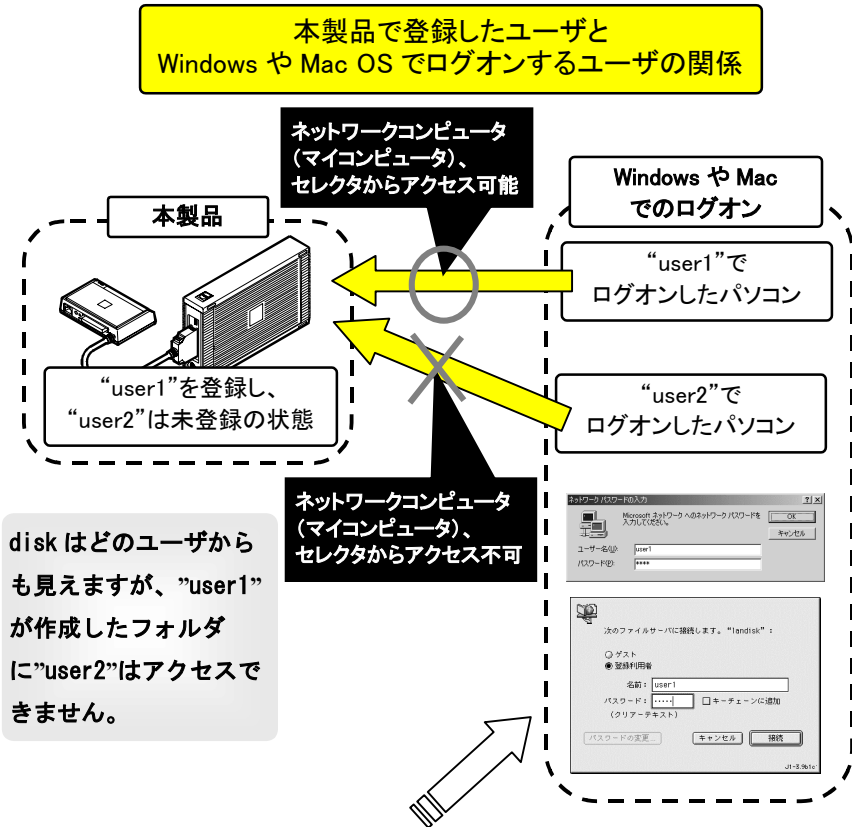 本製品で登録したユーザと
Windows や Mac OS でログオンするユーザの関係
ネットワークコンピュータ
（マイコンピュータ）、
セレクタからアクセス可能
Windows や Mac
でのログオン
本製品
“user1”で
ログオンしたパソコン
“user1”を登録し、
“user2”は未登録の状態
“user2”で
ログオンしたパソコン
ネットワークコンピュータ
（マイコンピュータ）、
セレクタからアクセス不可
disk はどのユーザから
も見えますが、”user1”
が作成したフォルダ
に”user2”はアクセスで
きません。
ネットワーク パスワードの入力
Microsoft ネットワーク へのネットワーク パスワードを
入力してください。
OK
キャンセル
ユーザー名(U):
user1
パスワード(P):
****
次のファイルサーバに接続します。“landisk”：
ゲスト
登録利用者
名前： user1
パスワード： ····· キーチェーンに追加
（クリアーテキスト）
パスワードの変更... キャンセル 接続
J1-3.9b1c